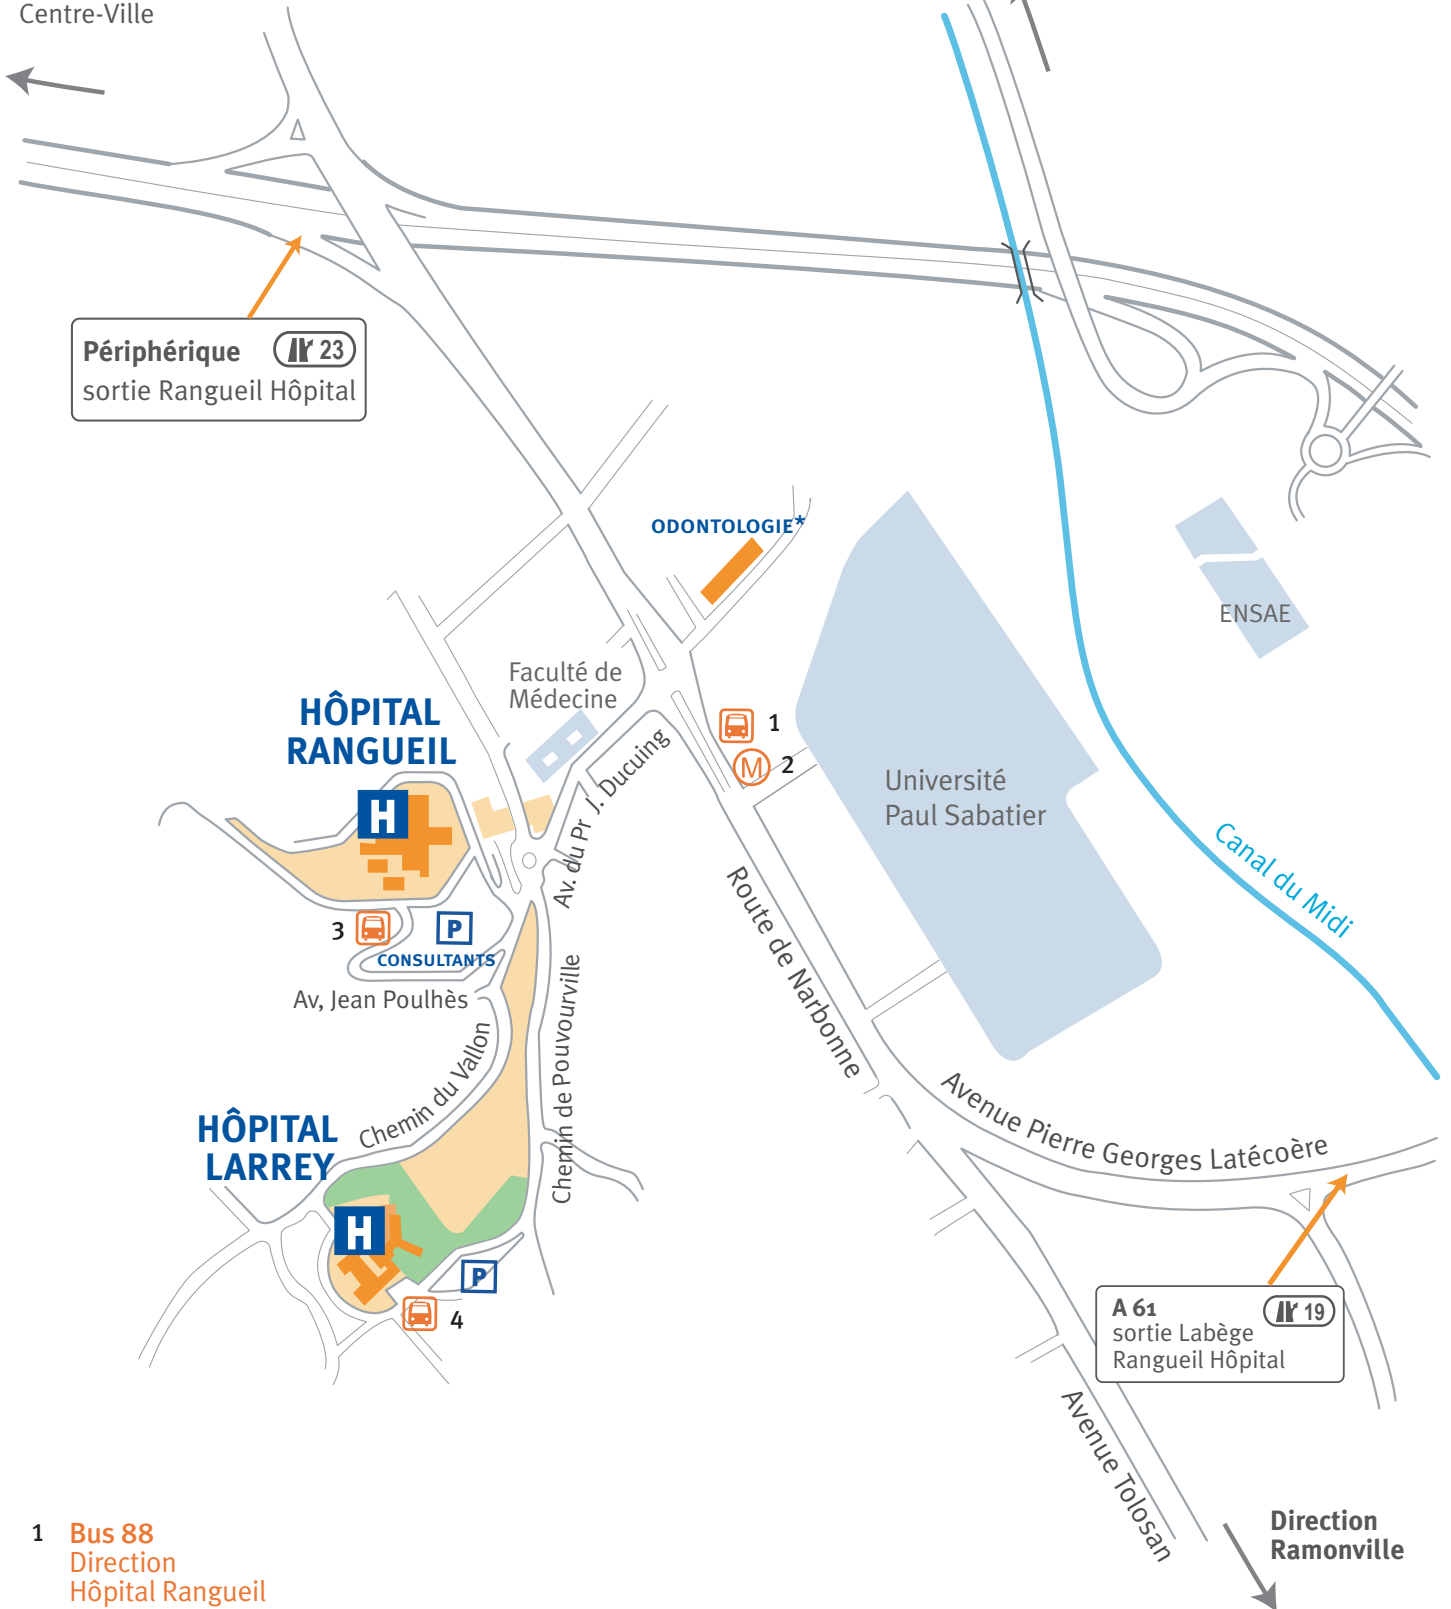 Centre-Ville
Périphérique 23
sortie Rangueil Hôpital
ODONTOLOGIE*
ENSAE
Faculté de
Médecine
HÔPITAL
RANGUEIL
H
1
M 2
Av. du Pr J. Ducuing
Université
Paul Sabatier
Canal du Midi
Route de Narbonne
3
P
CONSULTANTS
Av, Jean Poulhès
Chemin du Vallon
Chemin de Pouvourville
HÔPITAL
LARREY
H
P
4
Avenue Pierre Georges Latécoère
A 61 19
sortie Labège
Rangueil Hôpital
Avenue Tolosan
Direction
Ramonville
1 Bus 88
Direction
Hôpital Rangueil